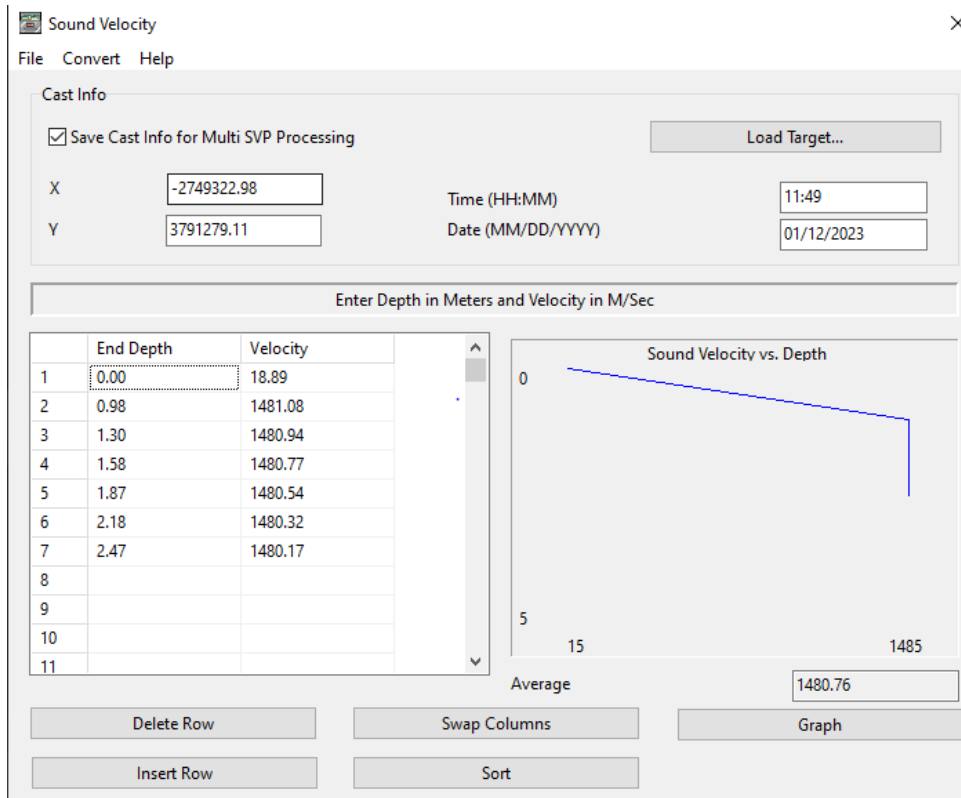 Sound Velocity
File Convert Help
Cast Info
Save Cast Info for Multi SVP Processing
Load Target...
X -2749322.98
Time (HH:MM) 11:49
Y 3791279.11
Date (MM/DD/YYYY) 01/12/2023
Enter Depth in Meters and Velocity in M/Sec
End Depth Velocity
1 0.00 18.89
2 0.98 1481.08
3 1.30 1480.94
4 1.58 1480.77
5 1.87 1480.54
6 2.18 1480.32
7 2.47 1480.17
8
9
10
11
Sound Velocity vs. Depth
0
5
15 1485
Average 1480.76
Delete Row Swap Columns Graph
Insert Row Sort